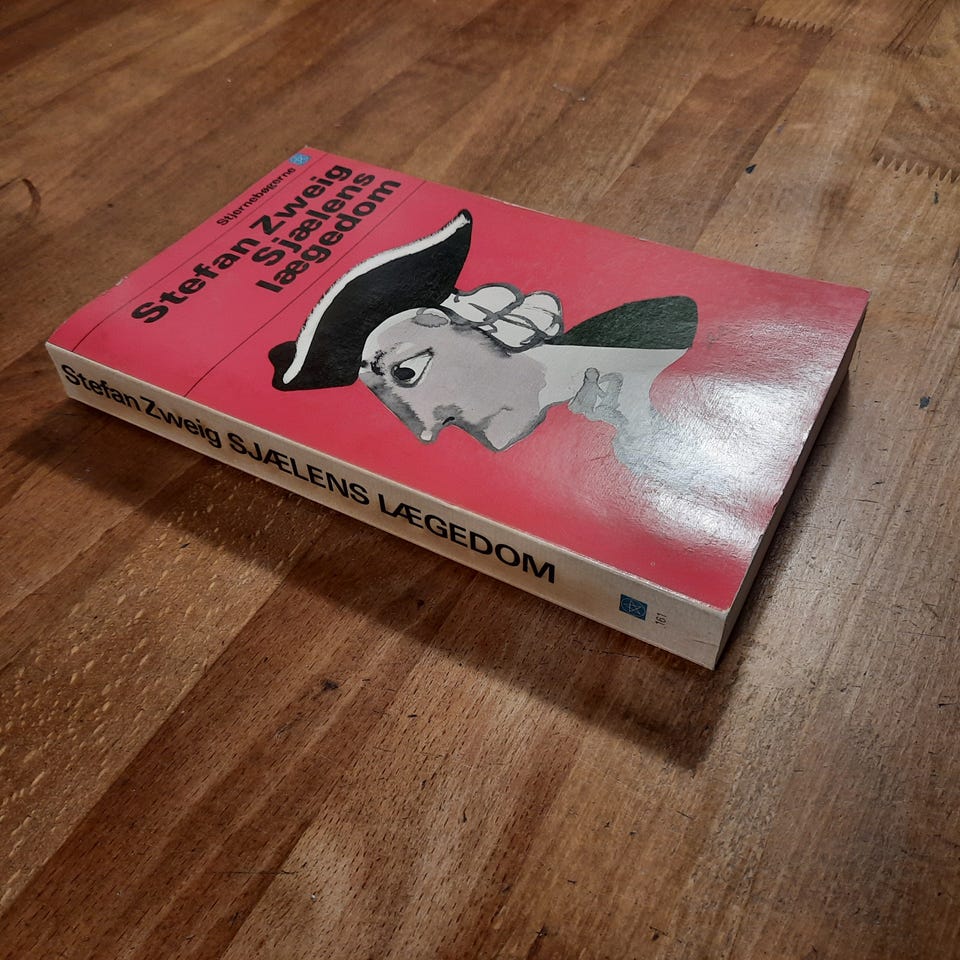 Stjernebøgerne
Stefan Zweig
Sjælens
lægedom
Stefan Zweig SJÆLENS LÆGEDOM
161